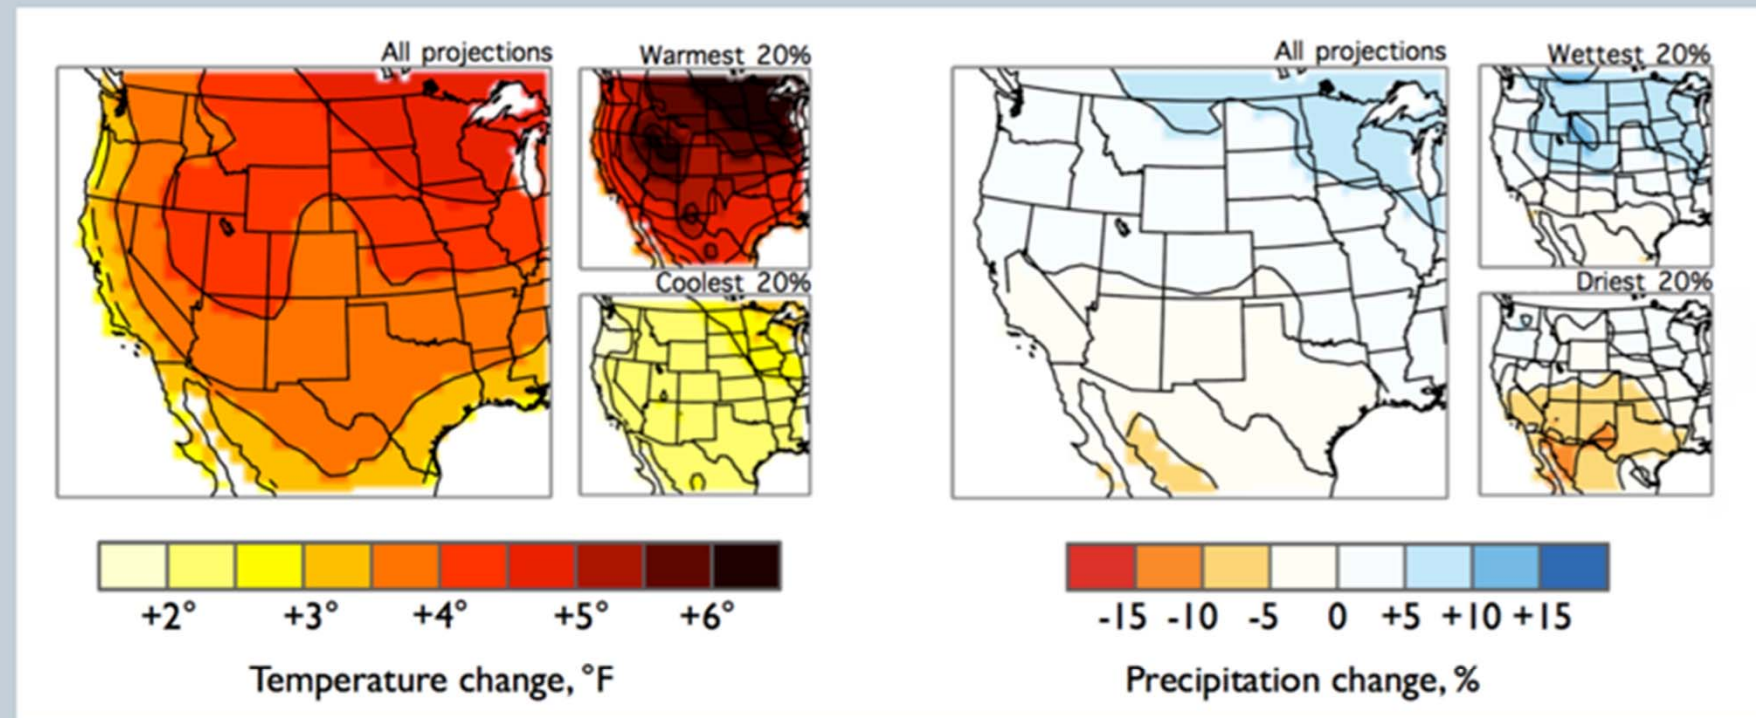 All projections
Warmest 20%
Coolest 20%
+2° +3° +4° +5° +6°
Temperature change, °F
All projections
Wettest 20%
Driest 20%
-15 -10 -5 0 +5 +10 +15
Precipitation change, %